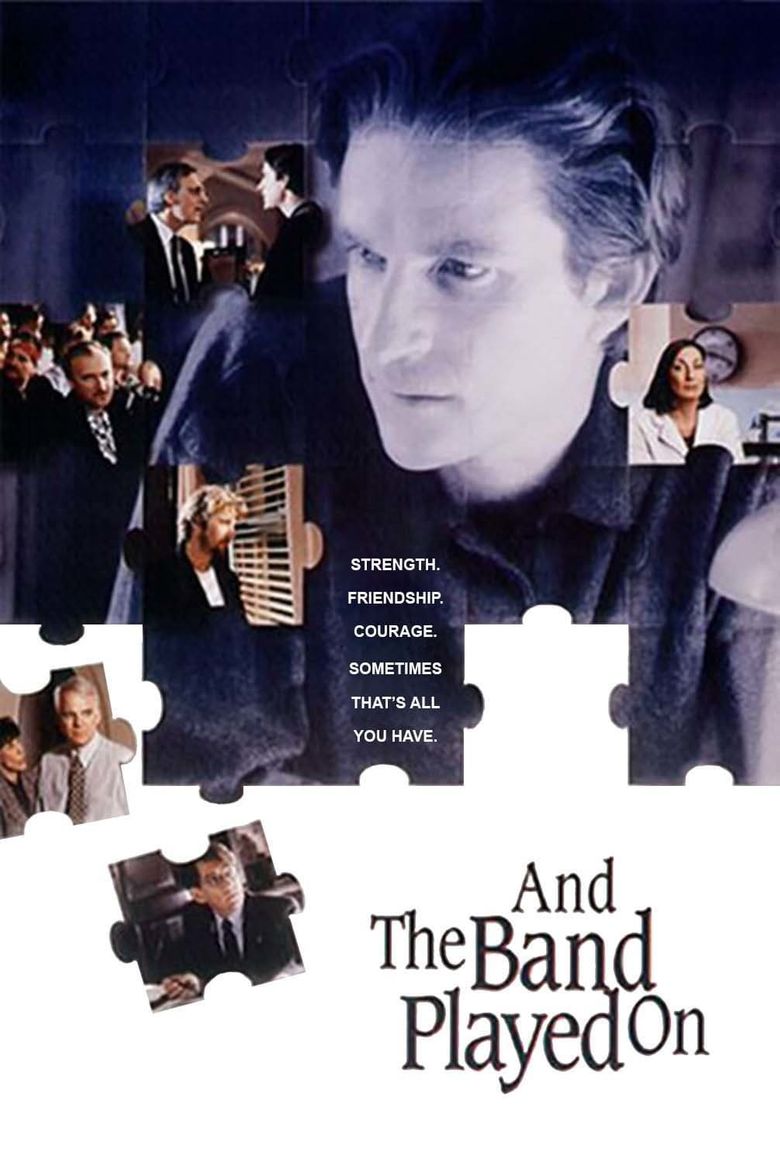 STRENGTH.
FRIENDSHIP.
COURAGE.
SOMETIMES
THAT'S ALL
YOU HAVE.
And
The Band
Played On